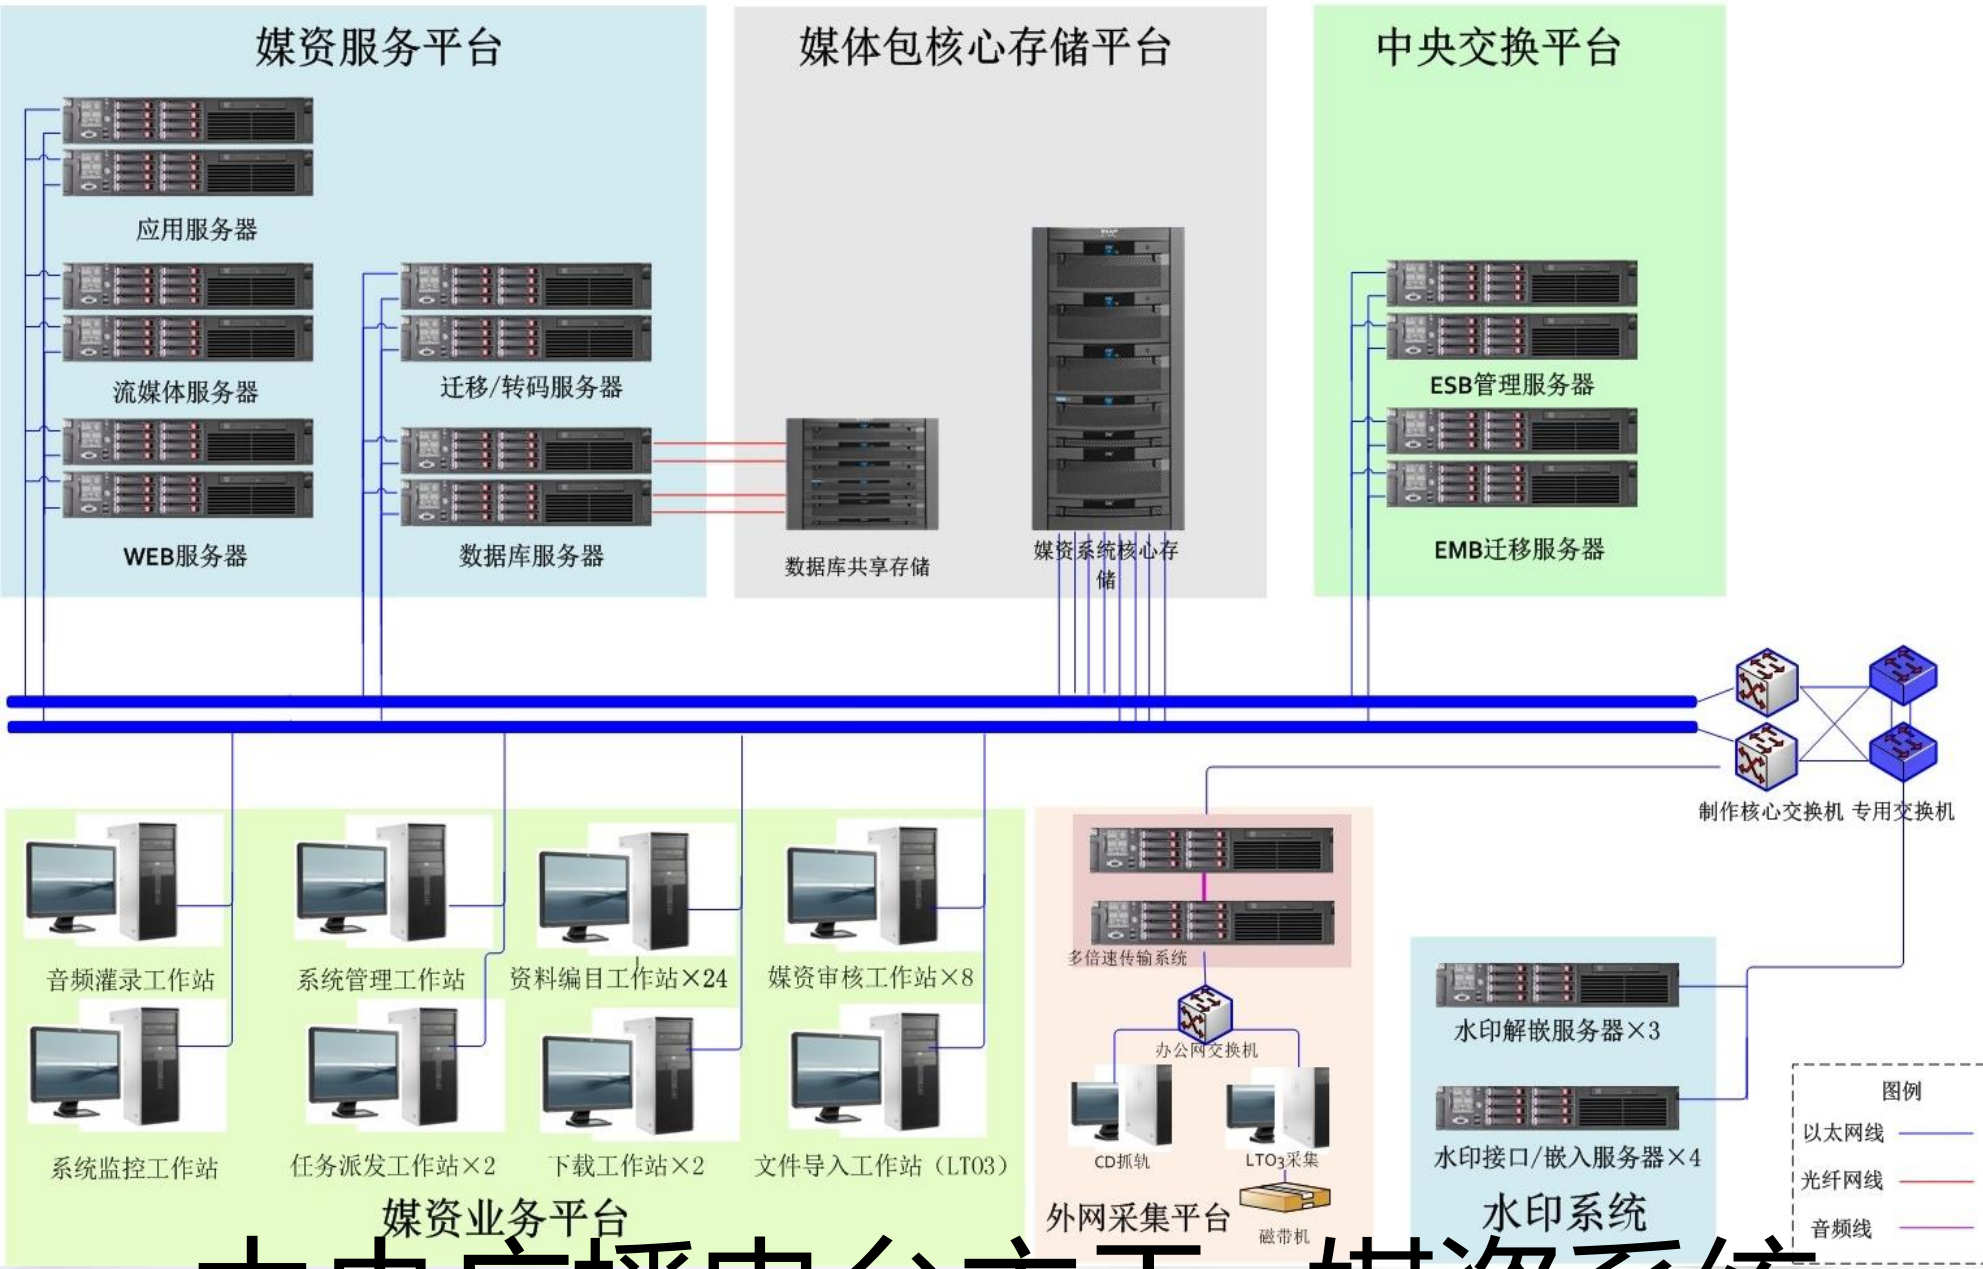 媒资服务平台
媒体包核心存储平台
中央交换平台
应用服务器
流媒体服务器
迁移/转码服务器
ESB管理服务器
WEB服务器
数据库服务器
数据库共享存储
媒资系统核心存
储
EMB迁移服务器
制作核心交换机
专用交换机
音频灌录工作站
系统管理工作站
资料编目工作站×24
媒资审核工作站×8
多倍速传输系统
办公网交换机
水印解嵌服务器×3
系统监控工作站
任务派发工作站×2
下载工作站×2
文件导入工作站（LTO3）
CD抓轨
LTO3采集
水印接口/嵌入服务器×4
媒资业务平台
外网采集平台
磁带机
水印系统
图例
以太网线
光纤网线
音频线